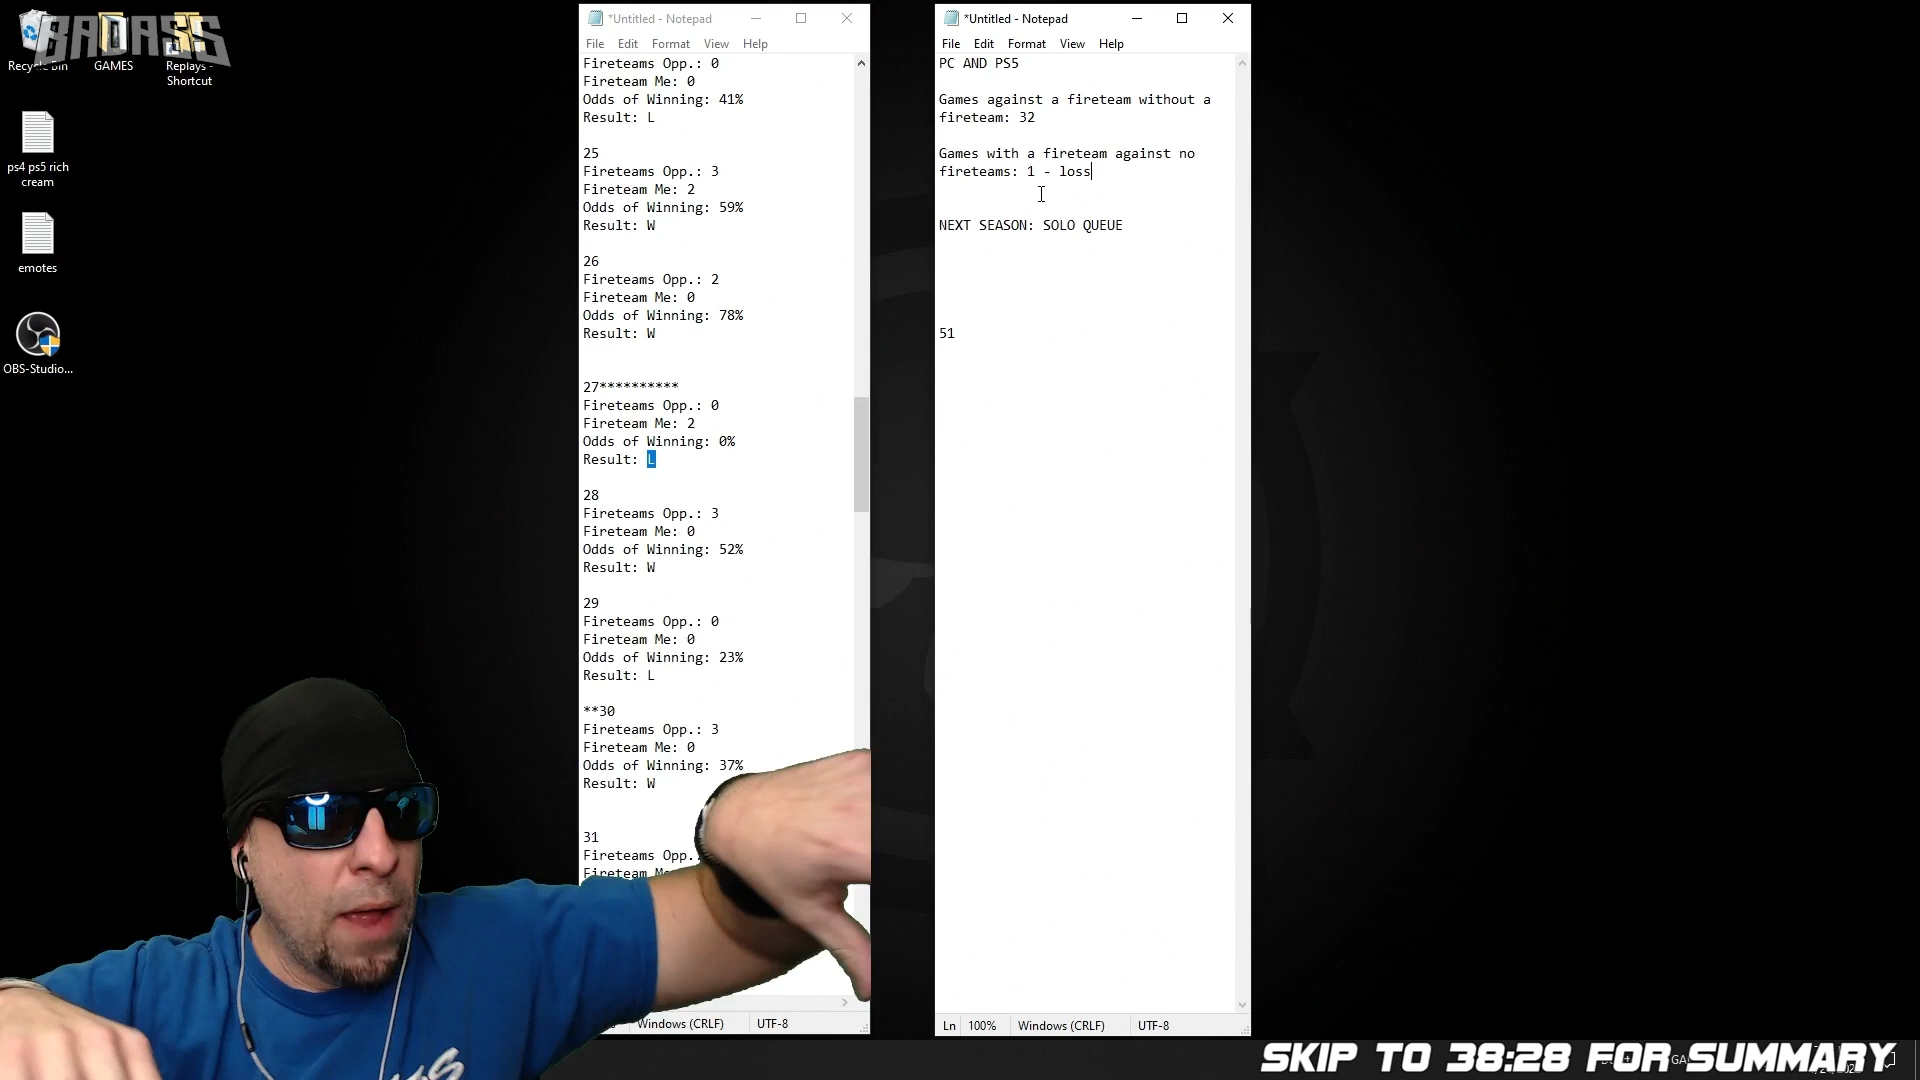 BADASS
Recycle Bin
GAMES
Replays -
Shortcut
ps4 ps5 rich
cream
emotes
OBS-Studio...
*Untitled - Notepad
File Edit Format View Help
Fireteams Opp.: 0
Fireteam Me: 0
Odds of Winning: 41%
Result: L
25
Fireteams Opp.: 3
Fireteam Me: 2
Odds of Winning: 59%
Result: W
26
Fireteams Opp.: 2
Fireteam Me: 0
Odds of Winning: 78%
Result: W
27**********
Fireteams Opp.: 0
Fireteam Me: 2
Odds of Winning: 0%
Result: L
28
Fireteams Opp.: 3
Fireteam Me: 0
Odds of Winning: 52%
Result: W
29
Fireteams Opp.: 0
Fireteam Me: 0
Odds of Winning: 23%
Result: L
**30
Fireteams Opp.: 3
Fireteam Me: 0
Odds of Winning: 37%
Result: W
31
Fireteams Opp.
Fireteam
Windows (CRLF) UTF-8
*Untitled - Notepad
File Edit Format View Help
PC AND PS5
Games against a fireteam without a
fireteam: 32
Games with a fireteam against no
fireteams: 1 - loss
NEXT SEASON: SOLO QUEUE
51
Ln 100% Windows (CRLF) UTF-8
SKIP TO 38:28 FOR SUMMARY